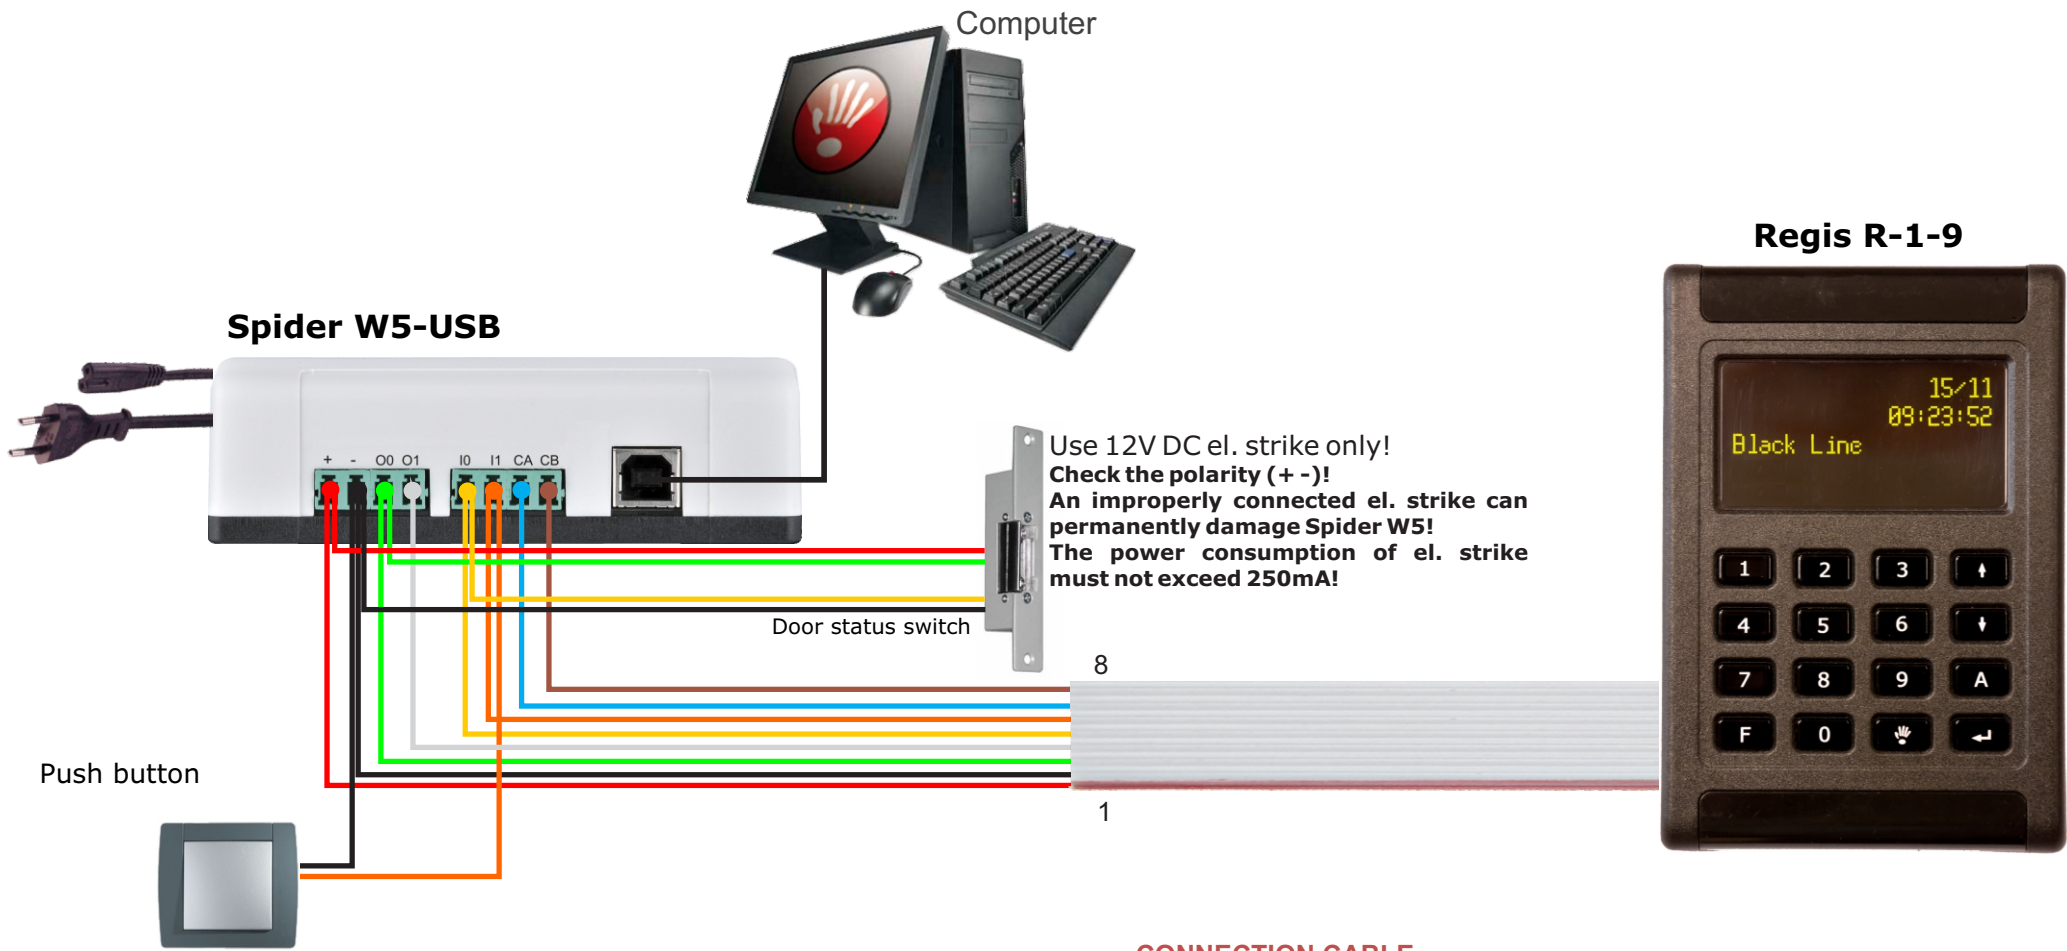 Computer
Regis R-1-9
Spider W5-USB
+ - O0 O1 I0 I1 CA CB
15/11
09:23:52
Black Line
Use 12V DC el. strike only!
Check the polarity (+ -)!
An improperly connected el. strike can
permanently damage Spider W5!
The power consumption of el. strike
must not exceed 250mA!
Door status switch
1 2 3
4 5 6
7 8 9 A
F 0
8
1
Push button
CONNECTION CABLE